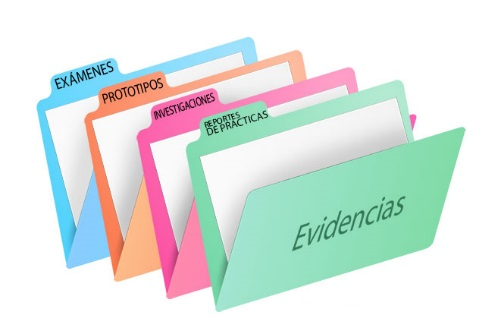 EXÁMENES
PROTOTIPOS
INVESTIGACIONES
REPORTES
DE PRÁCTICAS
Evidencias